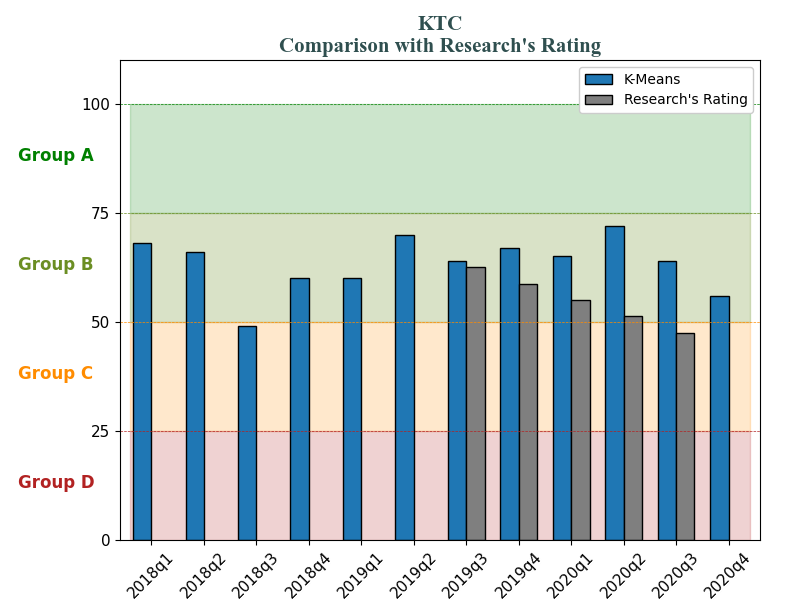 KTC
Comparison with Research's Rating
K-Means
Research's Rating
100
Group A
75
Group B
50
Group C
25
Group D
0
2018q1 2018q2 2018q3 2018q4 2019q1 2019q2 2019q3 2019q4 2020q1 2020q2 2020q3 2020q4